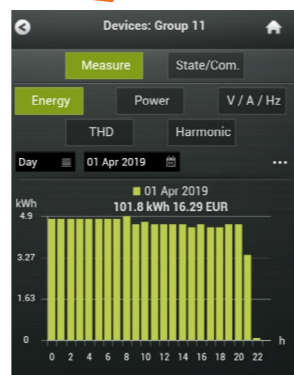 Devices: Group 11
Measure State/Com.
Energy Power V / A / Hz
THD Harmonic
Day 01 Apr 2019 ...
01 Apr 2019
kWh 101.8 kWh 16.29 EUR
4.9
3.27
1.63
0 h
0 2 4 6 8 10 12 14 16 18 20 22